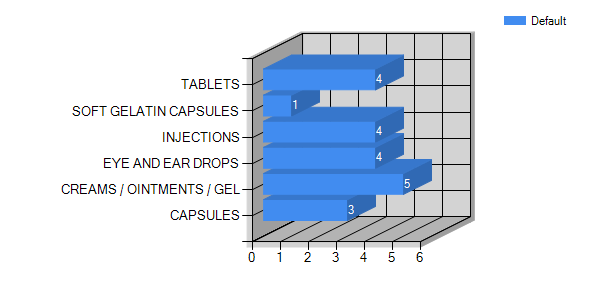 Default
TABLETS
4
SOFT GELATIN CAPSULES
1
INJECTIONS
4
EYE AND EAR DROPS
4
CREAMS / OINTMENTS / GEL
5
CAPSULES
3
0 1 2 3 4 5 6